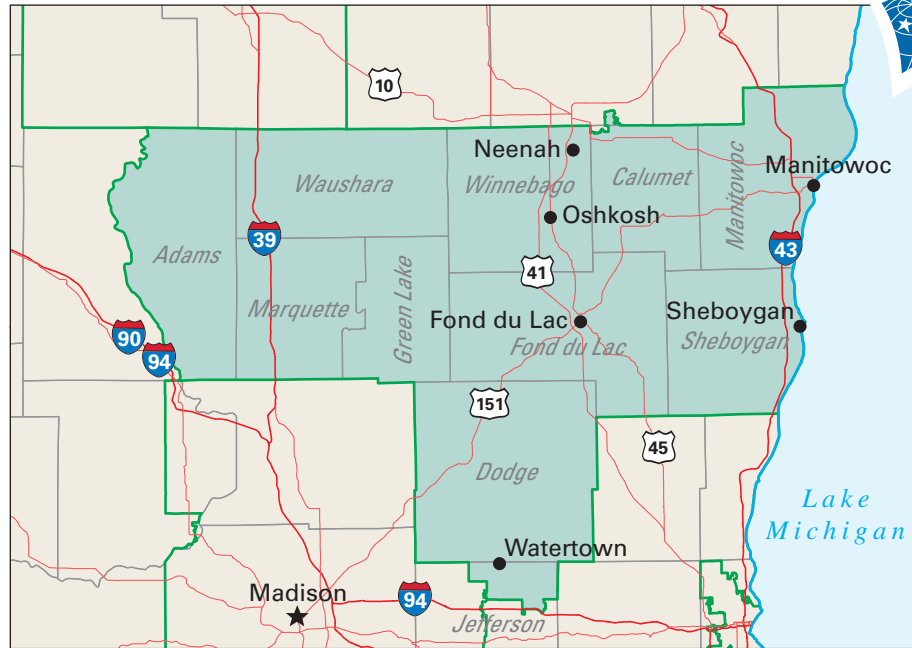 10
Neenah
Manitowoc
Waushara
Winnebago
Calumet
Manitowoc
Oshkosh
39
43
Adams
41
Marquette
Green Lake
Sheboygan
Fond du Lac
Fond du Lac
Sheboygan
90
94
151
45
Dodge
Lake
Michigan
Watertown
Madison
94
Jefferson